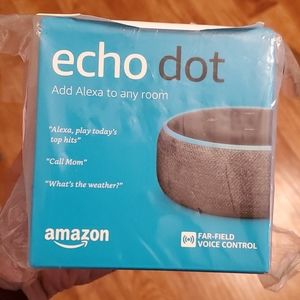 echo dot
Add Alexa to any room
"Alexa, play today's
top hits"
"Call Mom"
"What's the weather?"
amazon
FAR-FIELD
VOICE CONTROL